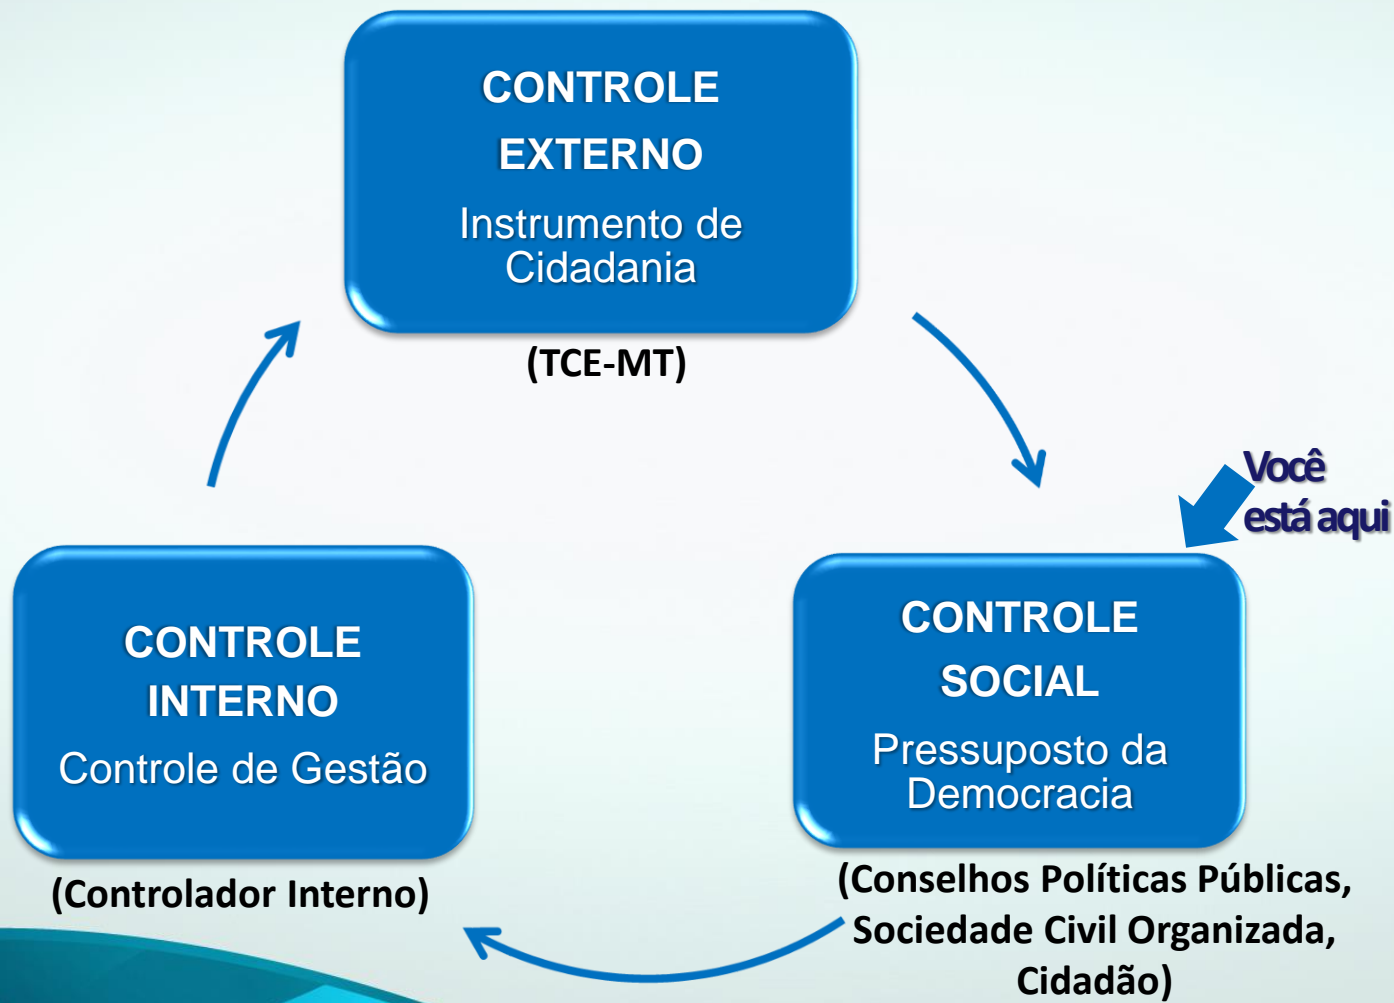 CONTROLE
EXTERNO
Instrumento de
Cidadania
(TCE-MT)
Você
está aqui
CONTROLE
INTERNO
Controle de Gestão
(Controlador Interno)
CONTROLE
SOCIAL
Pressuposto da
Democracia
(Conselhos Políticas Públicas,
Sociedade Civil Organizada,
Cidadão)